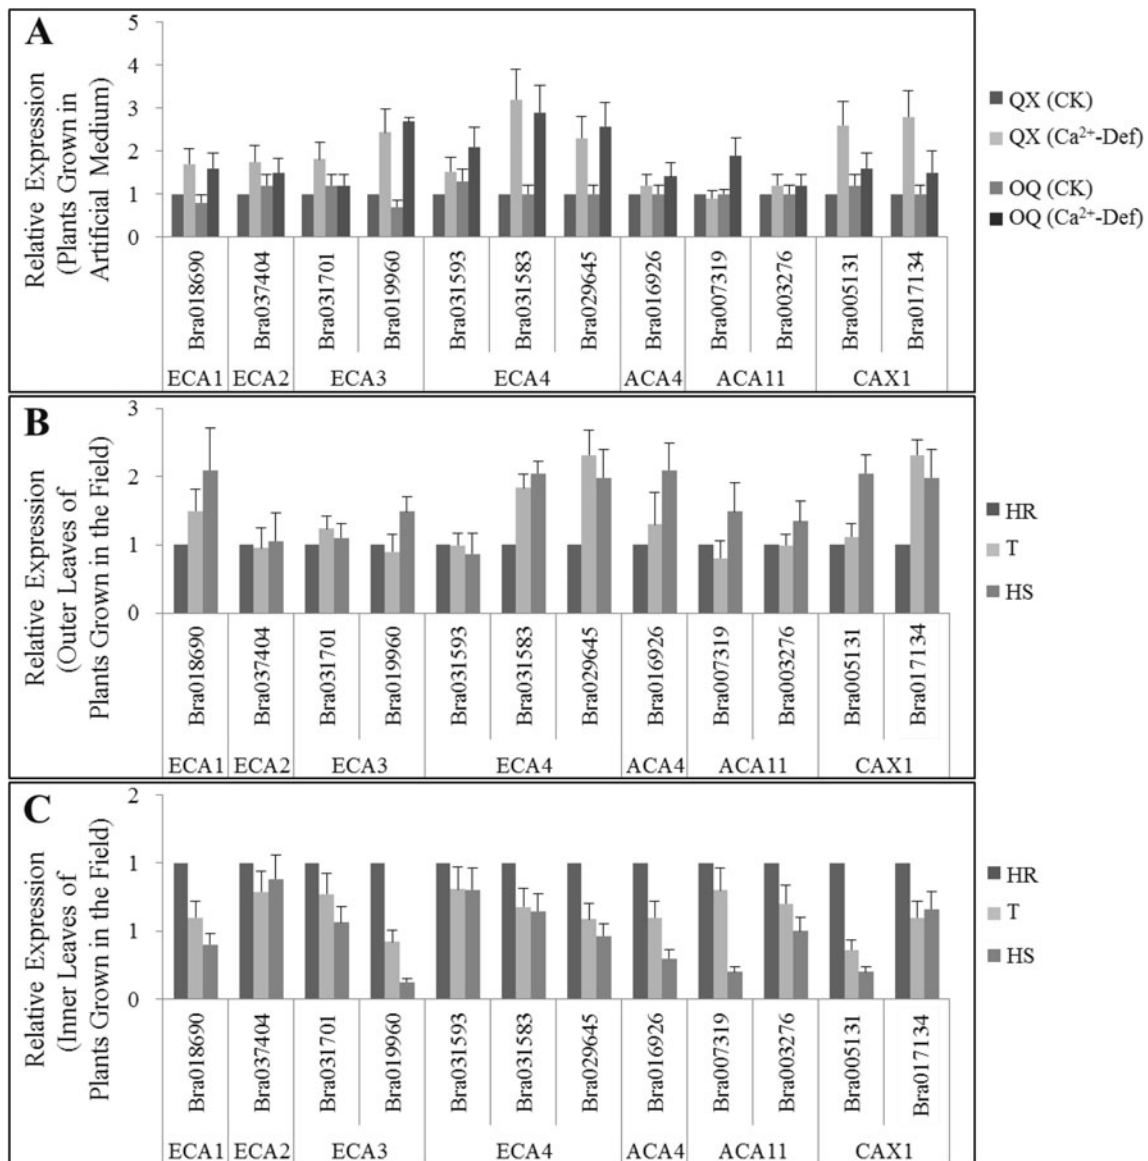 A
Relative Expression
(Plants Grown in
Artificial Medium)
5
4
3
2
1
0
Bra018690
Bra037404
Bra031701
Bra019960
Bra031593
Bra031583
Bra029645
Bra016926
Bra007319
Bra003276
Bra005131
Bra017134
ECA1 ECA2 ECA3 ECA4 ACA4 ACA11 CAX1
QX (CK)
QX (Ca²⁺-Def)
OQ (CK)
OQ (Ca²⁺-Def)
B
Relative Expression
(Outer Leaves of
Plants Grown in the Field)
3
2
1
0
Bra018690
Bra037404
Bra031701
Bra019960
Bra031593
Bra031583
Bra029645
Bra016926
Bra007319
Bra003276
Bra005131
Bra017134
ECA1 ECA2 ECA3 ECA4 ACA4 ACA11 CAX1
HR
T
HS
C
Relative Expression
(Inner Leaves of
Plants Grown in the Field)
2
1
1
0
Bra018690
Bra037404
Bra031701
Bra019960
Bra031593
Bra031583
Bra029645
Bra016926
Bra007319
Bra003276
Bra005131
Bra017134
ECA1 ECA2 ECA3 ECA4 ACA4 ACA11 CAX1
HR
T
HS